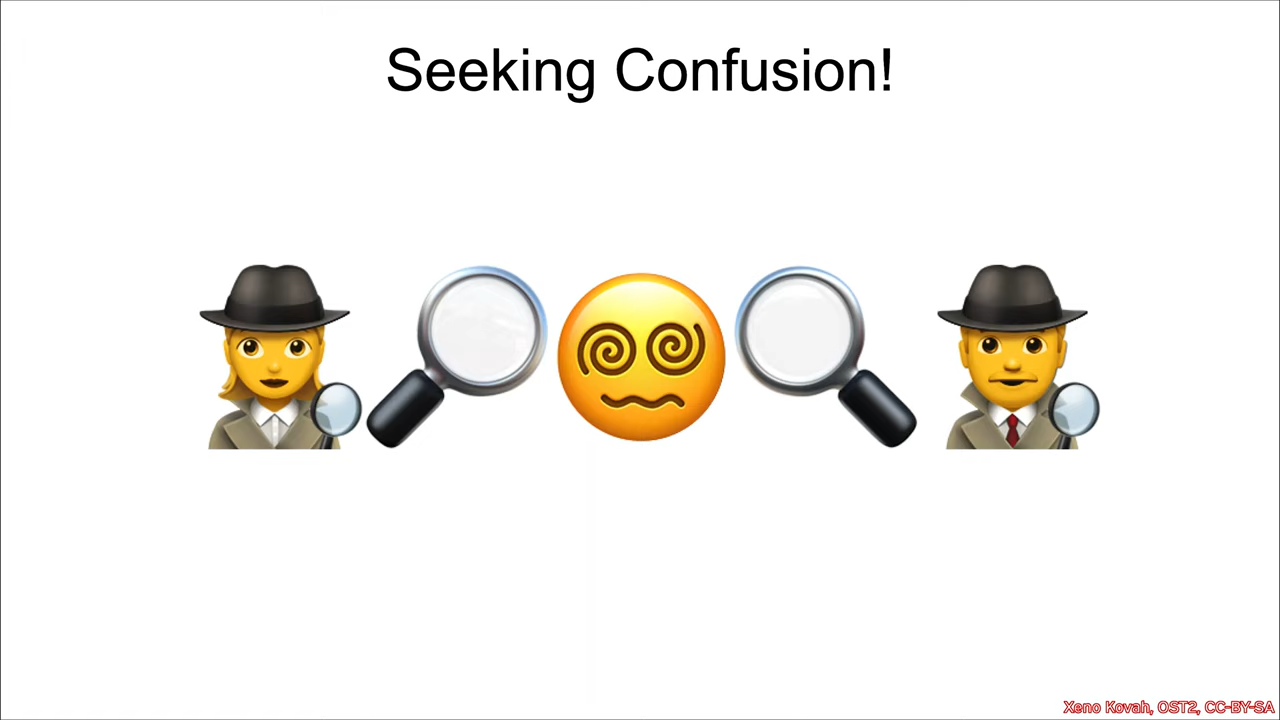 Seeking Confusion!
Xeno Kovah, OST2, CC-BY-SA